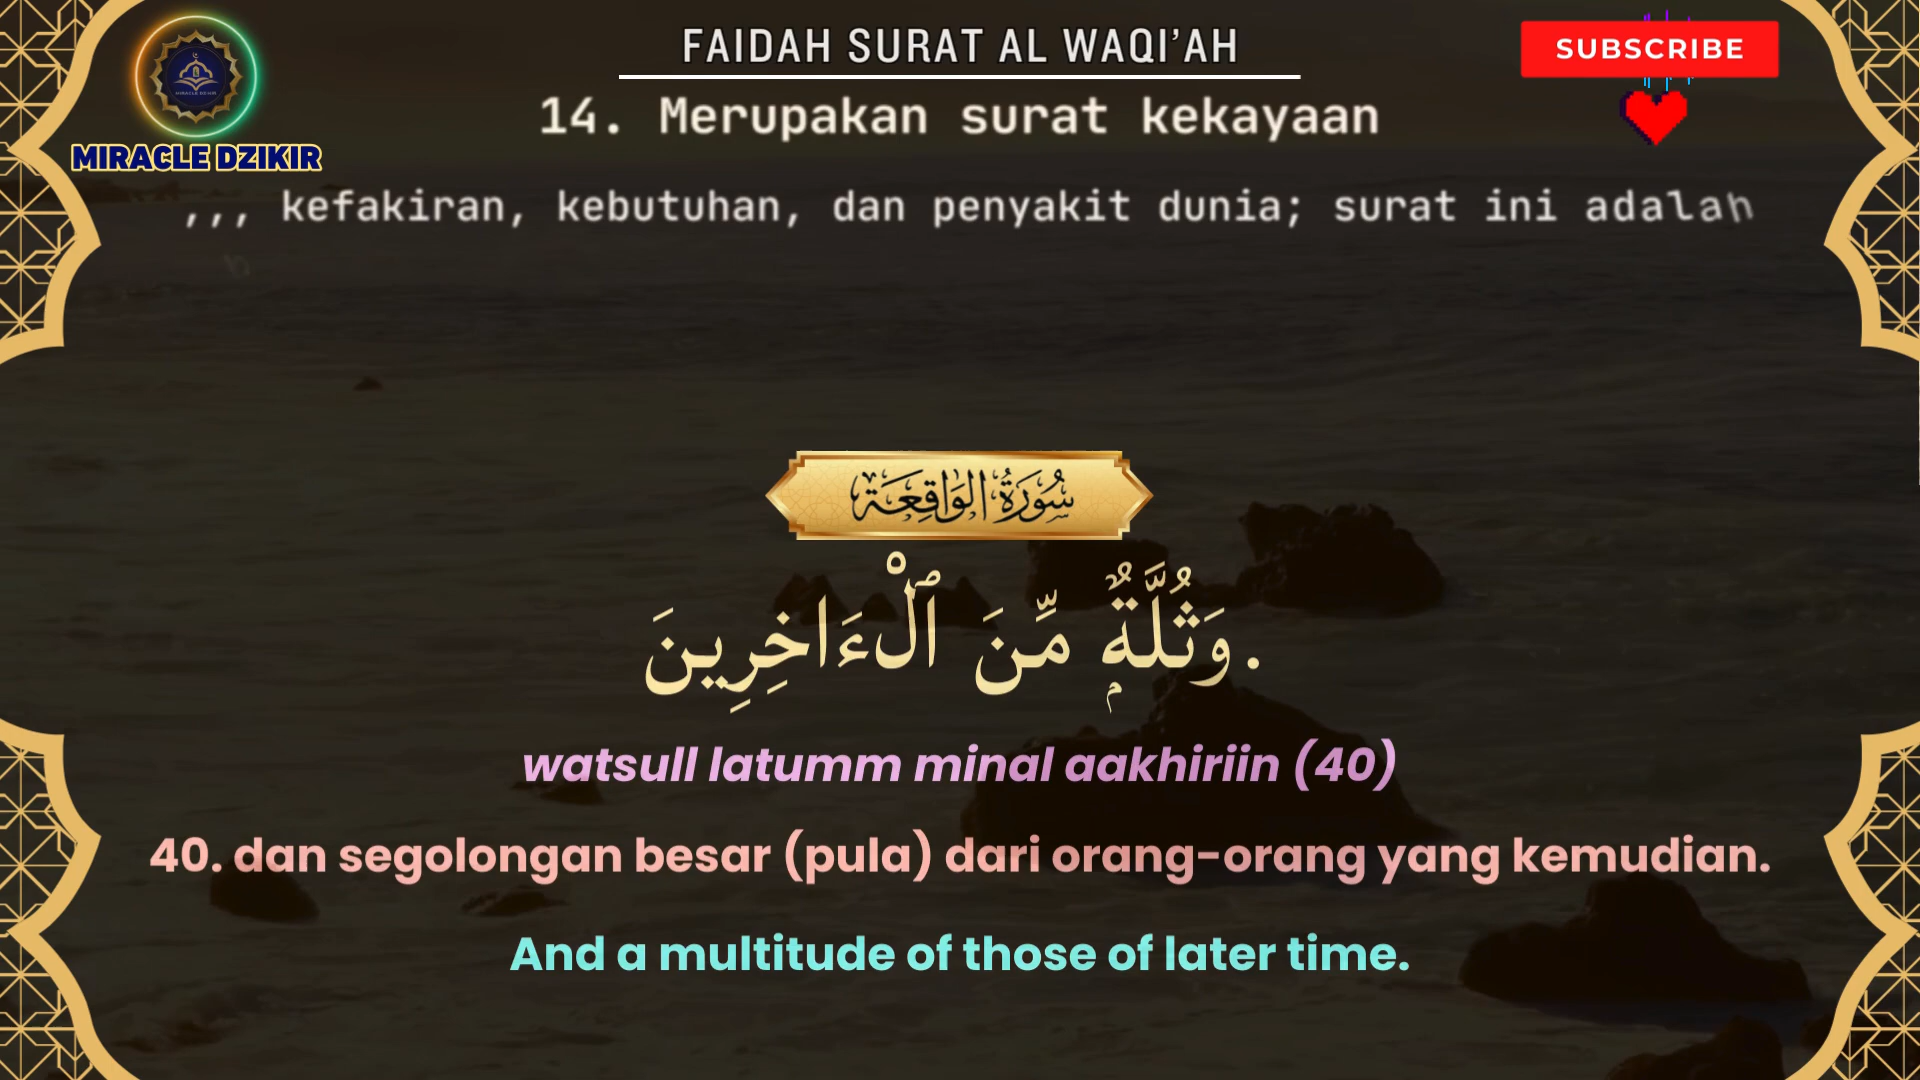 FAIDAH SURAT AL WAQI'AH
SUBSCRIBE
14. Merupakan surat kekayaan
MIRACLE DZIKIR
,,, kefakiran, kebutuhan, dan penyakit dunia; surat ini adalah
سُورَةُ الوَاقِعَة
.وَثُلَّةٌۭ مِّنَ ٱلْءَاخِرِينَ
watsull latumm minal aakhiriin (40)
40. dan segolongan besar (pula) dari orang-orang yang kemudian.
And a multitude of those of later time.